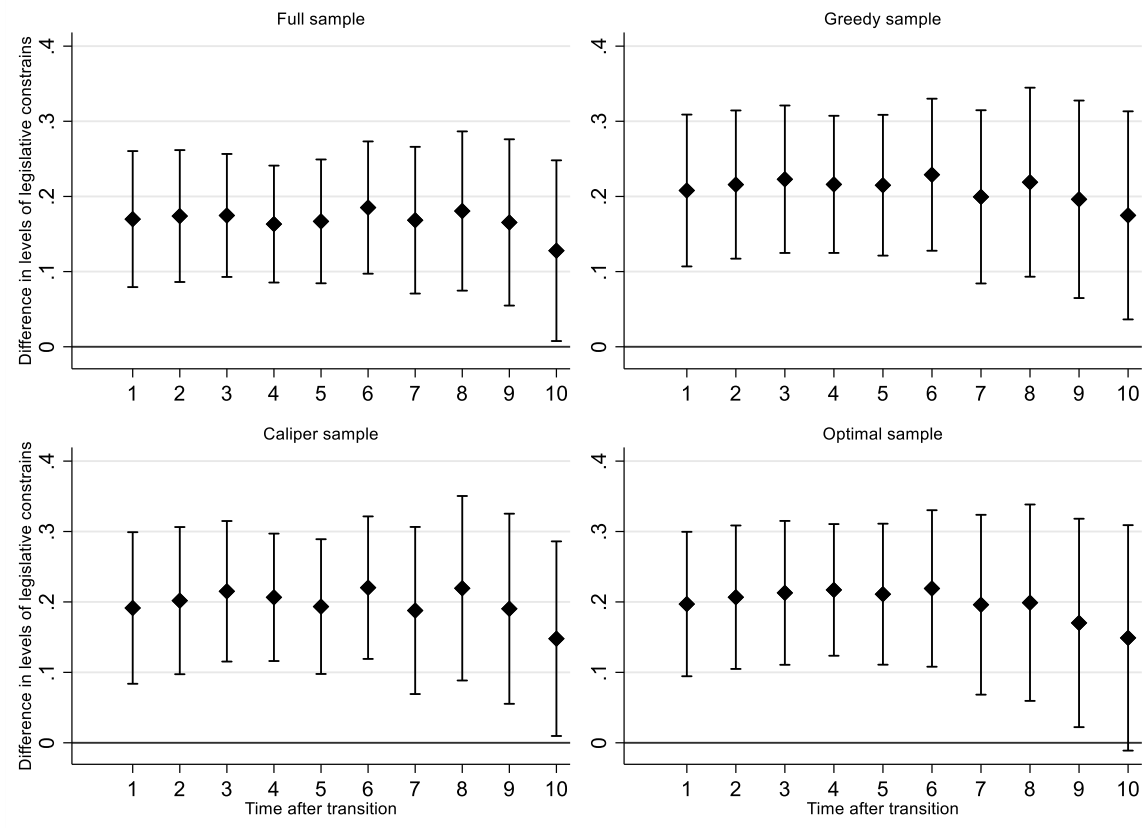 Full sample
Difference in levels of legislative constrains
.4
.3
.2
.1
0
1 2 3 4 5 6 7 8 9 10
Greedy sample
.4
.3
.2
.1
0
1 2 3 4 5 6 7 8 9 10
Caliper sample
Difference in levels of legislative constrains
.4
.3
.2
.1
0
1 2 3 4 5 6 7 8 9 10
Time after transition
Optimal sample
.4
.3
.2
.1
0
1 2 3 4 5 6 7 8 9 10
Time after transition